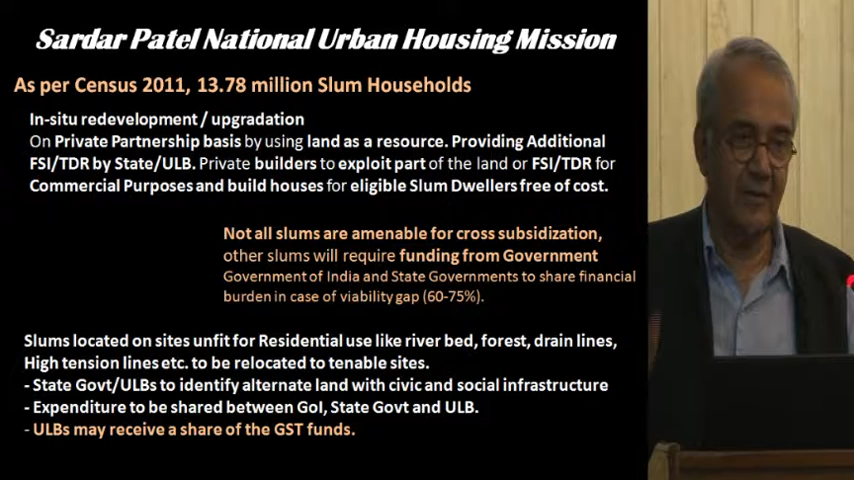 Sardar Patel National Urban Housing Mission
As per Census 2011, 13.78 million Slum Households
In-situ redevelopment / upgradation
On Private Partnership basis by using land as a resource. Providing Additional
FSI/TDR by State/ULB. Private builders to exploit part of the land or FSI/TDR for
Commercial Purposes and build houses for eligible Slum Dwellers free of cost.
Not all slums are amenable for cross subsidization,
other slums will require funding from Government
Government of India and State Governments to share financial
burden in case of viability gap (60-75%).
Slums located on sites unfit for Residential use like river bed, forest, drain lines,
High tension lines etc. to be relocated to tenable sites.
- State Govt/ULBs to identify alternate land with civic and social infrastructure
- Expenditure to be shared between GoI, State Govt and ULB.
- ULBs may receive a share of the GST funds.